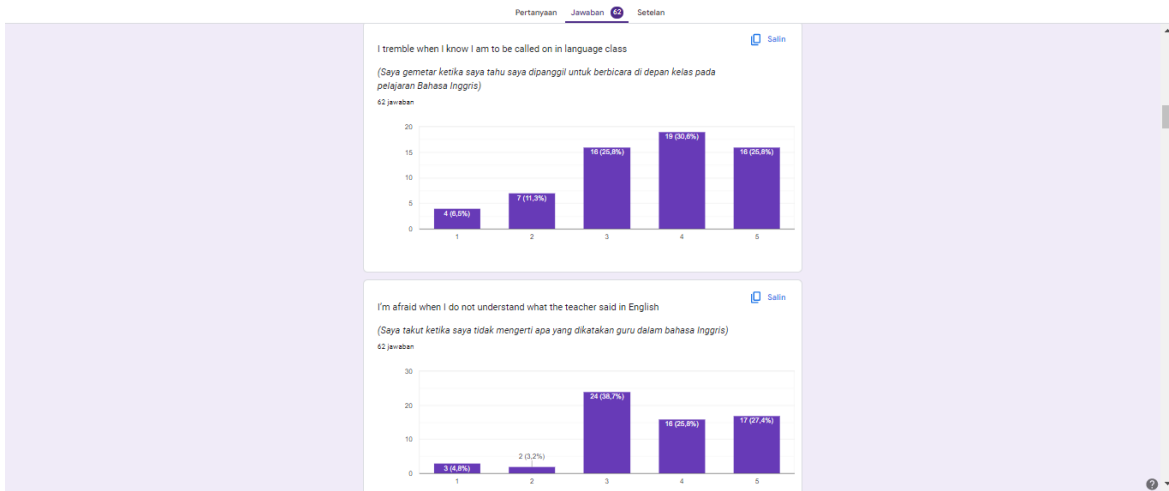 Pertanyaan Jawaban 62 Setelan
Salin
I tremble when I know I am to be called on in language class
(Saya gemetar ketika saya tahu saya dipanggil untuk berbicara di depan kelas pada
pelajaran Bahasa Inggris)
62 jawaban
20
15
10
5
0
4 (6,5%)
7 (11,3%)
16 (25,8%)
19 (30,6%)
16 (25,8%)
1 2 3 4 5
Salin
I'm afraid when I do not understand what the teacher said in English
(Saya takut ketika saya tidak mengerti apa yang dikatakan guru dalam bahasa Inggris)
62 jawaban
30
20
10
0
3 (4,8%)
2 (3,2%)
24 (38,7%)
16 (25,8%)
17 (27,4%)
1 2 3 4 5